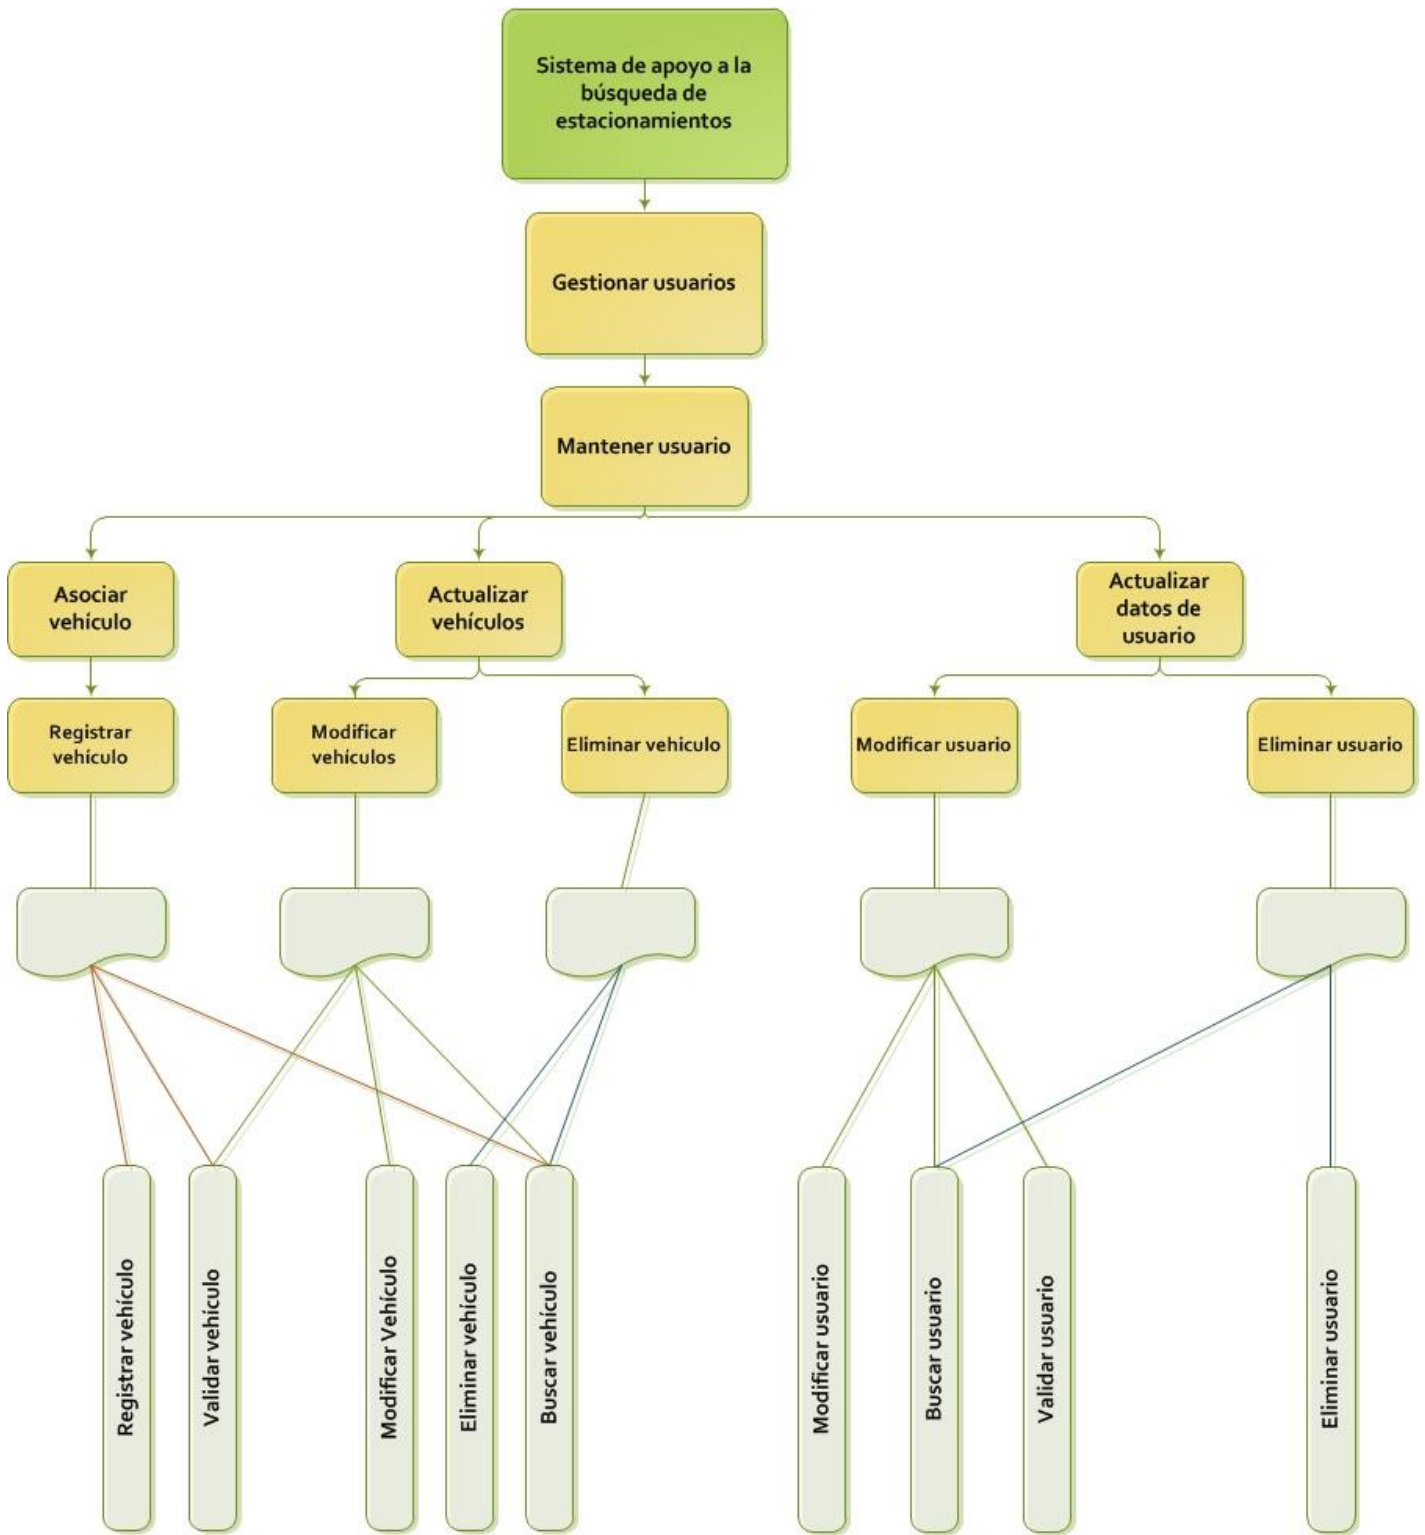 Sistema de apoyo a la
búsqueda de
estacionamientos
Gestionar usuarios
Mantener usuario
Asociar
vehículo
Actualizar
vehículos
Actualizar
datos de
usuario
Registrar
vehículo
Modificar
vehículos
Eliminar vehiculo
Modificar usuario
Eliminar usuario
Registrar vehículo
Validar vehículo
Modificar Vehículo
Eliminar vehículo
Buscar vehículo
Modificar usuario
Buscar usuario
Validar usuario
Eliminar usuario